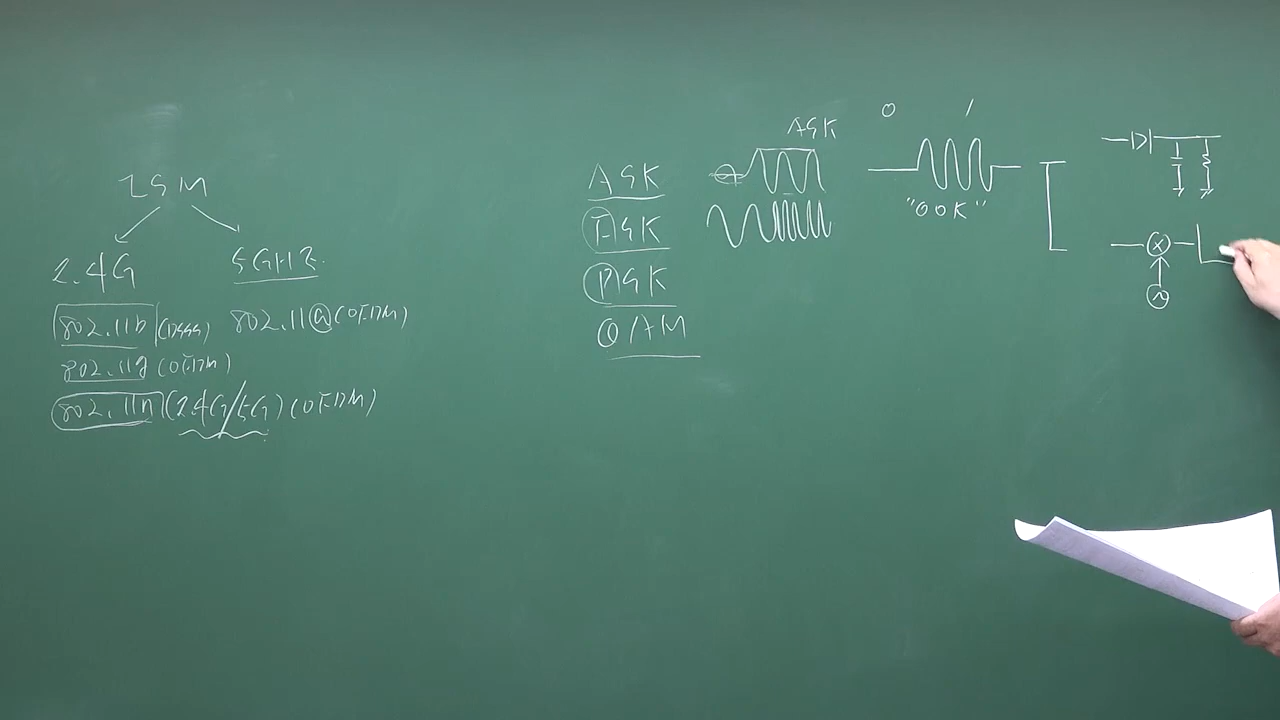 ISM
2.4G
5GHz.
802.11b (DSSS)
802.11a (OFDM)
802.11g (OFDM)
802.11n (2.4G/5G) (OFDM)
ASK
FSK
PSK
QAM
ASK
0 1
"OOK"